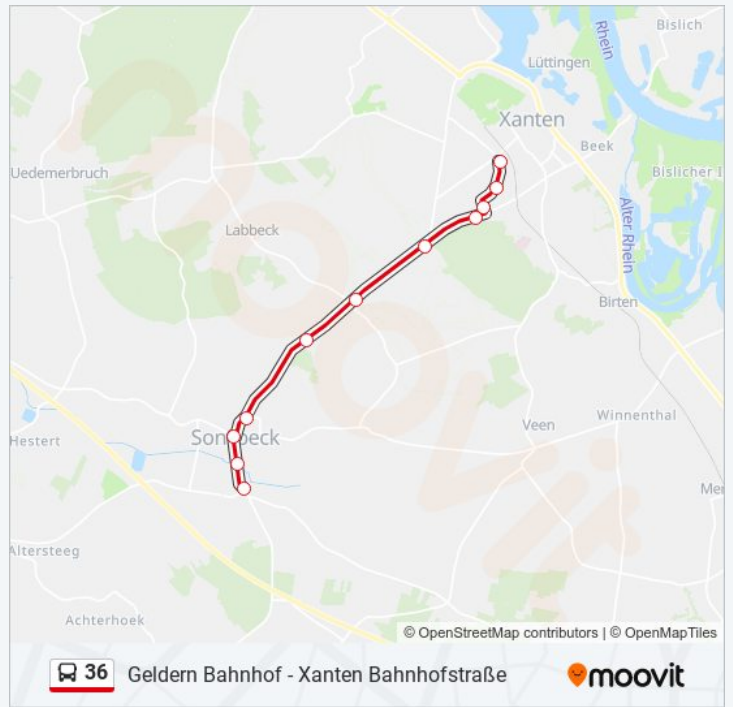 Bislich
Rhein
Lüttingen
Xanten
Beek
Uedemerbruch
Bislicher I
Labbeck
Alter Rhein
Birten
Winnenthal
Veen
Hestert
Altersteeg
Achterhoek
© OpenStreetMap contributors | © OpenMapTiles
36 Geldern Bahnhof - Xanten Bahnhofstraße
moovit